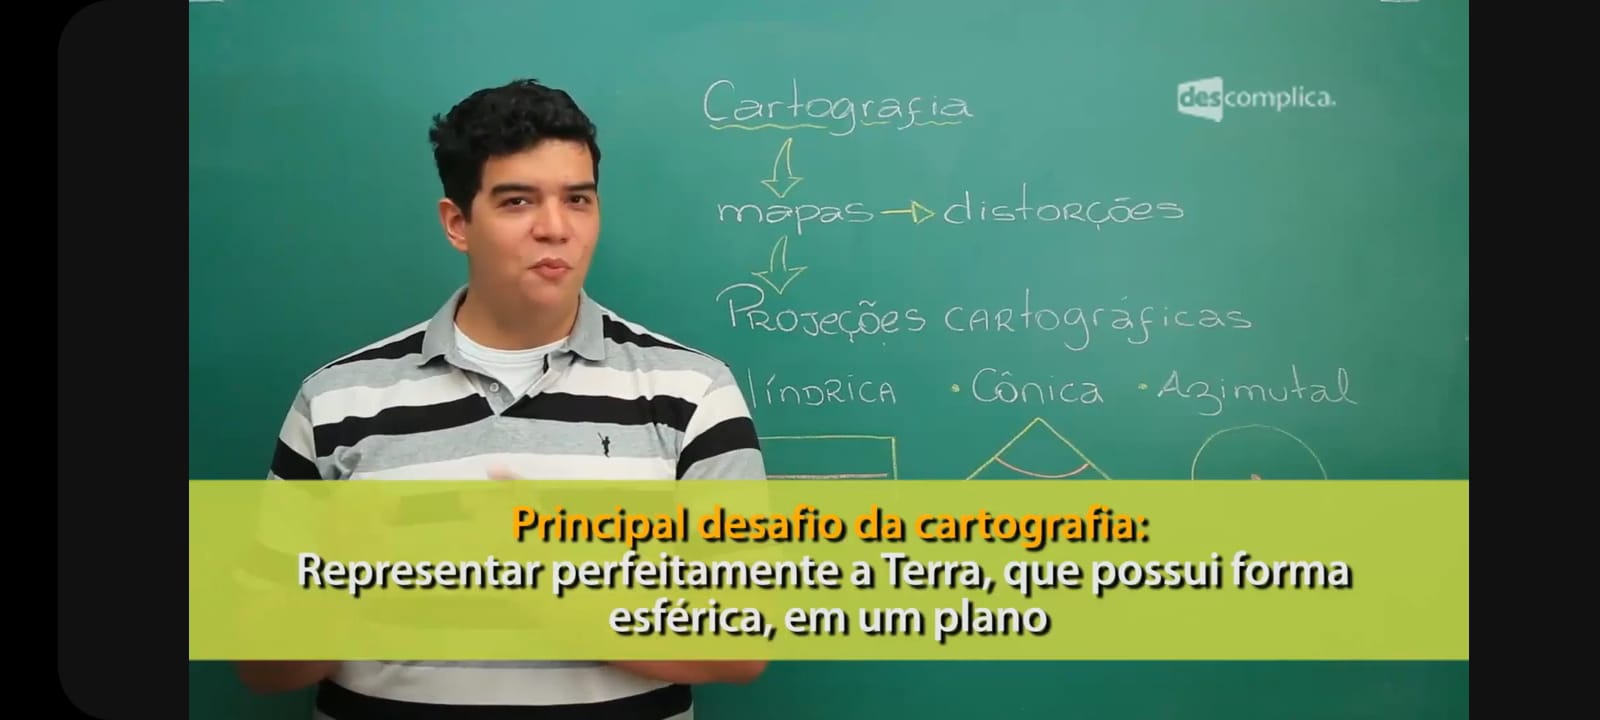 Cartografia
descomplica.
mapas → distorções
Projeções cartográficas
líndrica · Cônica · Azimutal
Principal desafio da cartografia:
Representar perfeitamente a Terra, que possui forma
esférica, em um plano